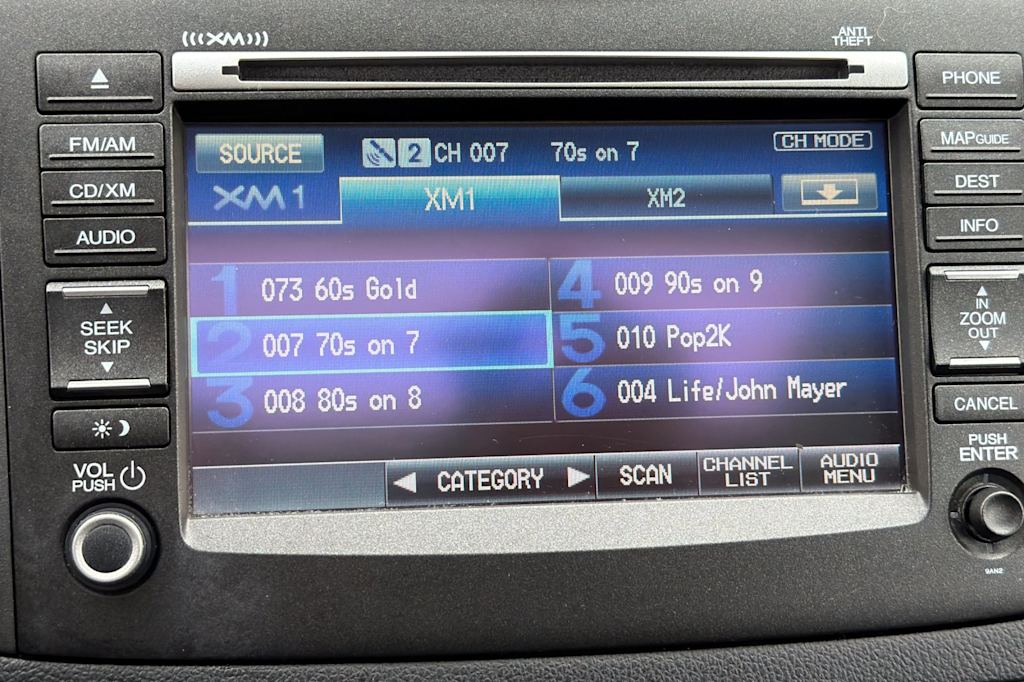 (((XM)))
ANTI
THEFT
FM/AM
CD/XM
AUDIO
SEEK
SKIP
VOL
PUSH
SOURCE
2 CH 007 70s on 7
CH MODE
XM 1
XM1
XM2
1 073 60s Gold
2 007 70s on 7
3 008 80s on 8
4 009 90s on 9
5 010 Pop2K
6 004 Life/John Mayer
CATEGORY
SCAN
CHANNEL
LIST
AUDIO
MENU
PHONE
MAP GUIDE
DEST
INFO
IN
ZOOM
OUT
CANCEL
PUSH
ENTER
9AN2